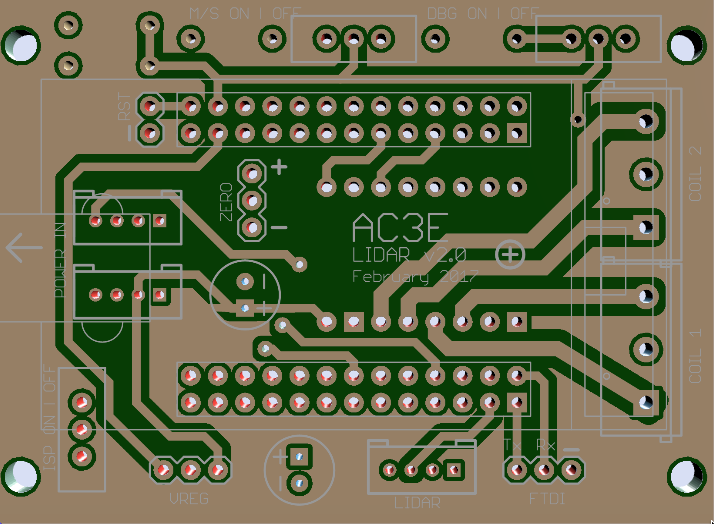 M/S ON | OFF
DBG ON | OFF
RST
COIL 2
ZERO
AC3E
LIDAR V2.0
February 2017
POWER IN
COIL 1
ISP ON | OFF
Tx Rx
VREG
LIDAR
FTDI